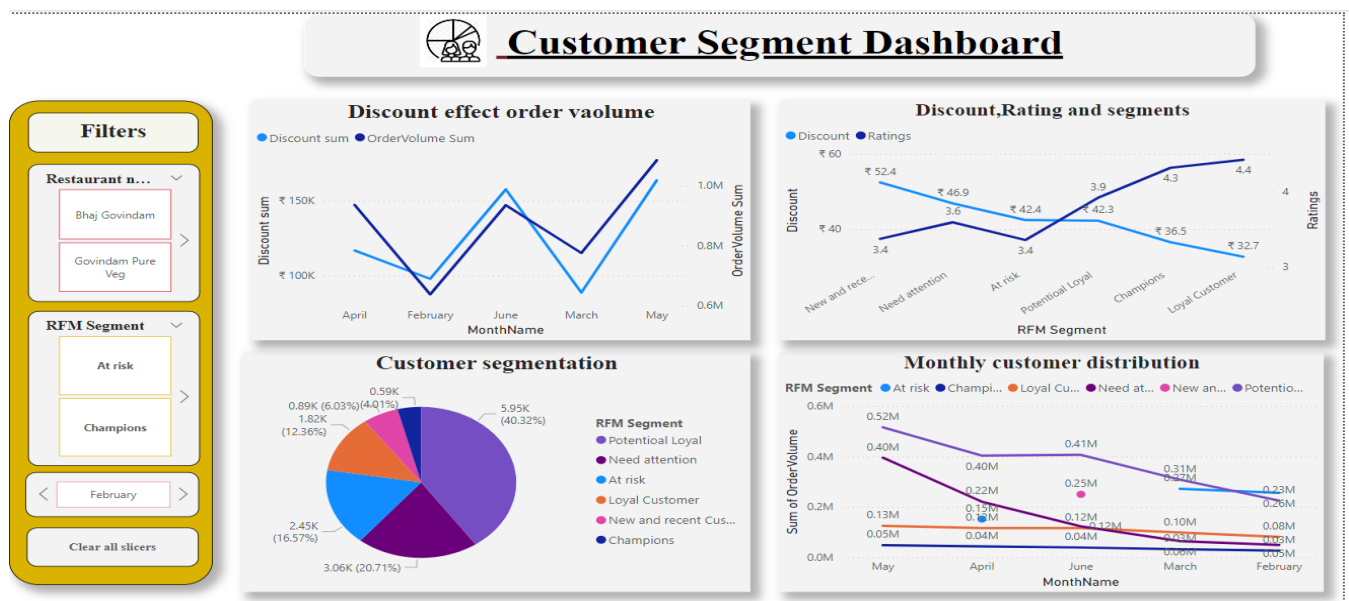 Customer Segment Dashboard
Filters
Restaurant n...
Bhaj Govindam
Govindam Pure
Veg
RFM Segment
At risk
Champions
February
Clear all slicers
Discount effect order vaolume
Discount sum OrderVolume Sum
₹ 150K
₹ 100K
Discount sum
1.0M
0.8M
0.6M
OrderVolume Sum
April February June March May
MonthName
Discount,Rating and segments
Discount Ratings
₹ 60
₹ 40
Discount
₹ 52.4 ₹ 46.9 ₹ 42.4 ₹ 42.3 ₹ 36.5 ₹ 32.7
3.4 3.6 3.4 3.9 4.3 4.4
4
3
Ratings
New and rece... Need attention At risk Potentioal Loyal Champions Loyal Customer
RFM Segment
Customer segmentation
0.59K
(4.01%)
0.89K (6.03%)
1.82K
(12.36%)
2.45K
(16.57%)
3.06K (20.71%)
5.95K
(40.32%)
RFM Segment
Potentioal Loyal
Need attention
At risk
Loyal Customer
New and recent Cus...
Champions
Monthly customer distribution
RFM Segment At risk Champi... Loyal Cu... Need at... New an... Potentio...
0.6M
0.4M
0.2M
0.0M
Sum of OrderVolume
0.52M 0.40M 0.41M 0.31M 0.23M
0.40M 0.22M 0.12M 0.03M
0.15M 0.27M 0.26M
0.25M
0.13M 0.12M 0.12M 0.10M 0.08M
0.05M 0.04M 0.04M 0.03M
0.06M 0.05M
May April June March February
MonthName